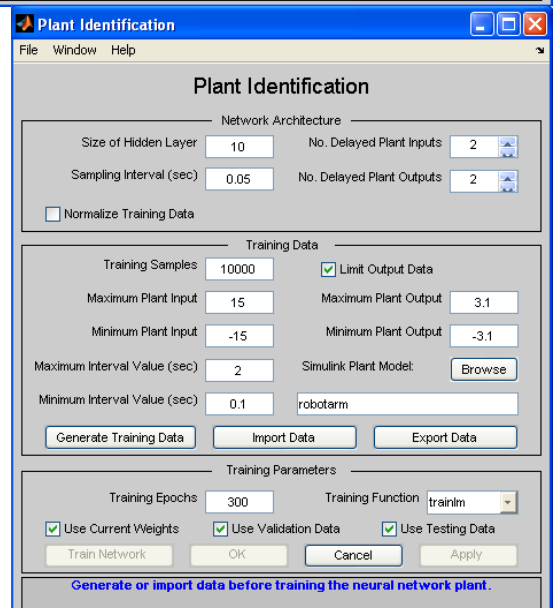 Plant Identification
File Window Help
Plant Identification
Network Architecture
Size of Hidden Layer 10 No. Delayed Plant Inputs 2
Sampling Interval (sec) 0.05 No. Delayed Plant Outputs 2
Normalize Training Data
Training Data
Training Samples 10000 Limit Output Data
Maximum Plant Input 15 Maximum Plant Output 3.1
Minimum Plant Input -15 Minimum Plant Output -3.1
Maximum Interval Value (sec) 2 Simulink Plant Model: Browse
Minimum Interval Value (sec) 0.1 robotarm
Generate Training Data Import Data Export Data
Training Parameters
Training Epochs 300 Training Function trainlm
Use Current Weights Use Validation Data Use Testing Data
Train Network OK Cancel Apply
Generate or import data before training the neural network plant.